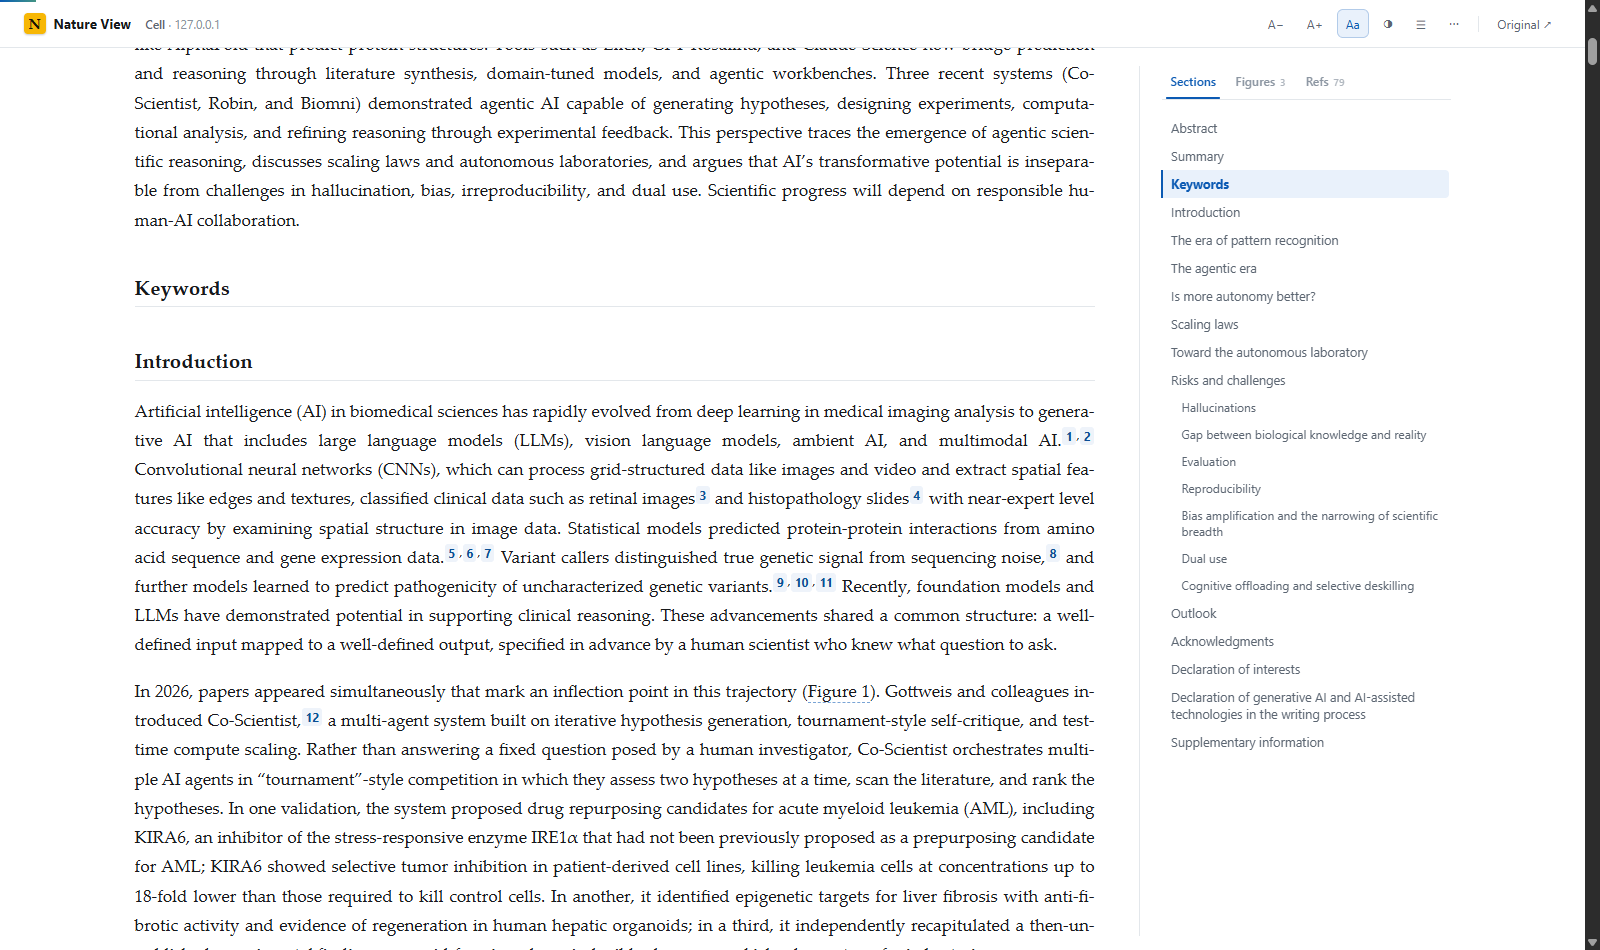 N Nature View Cell · 127.0.0.1
A− A+ Aa ··· Original ↗
and reasoning through literature synthesis, domain-tuned models, and agentic workbenches. Three recent systems (Co-
Scientist, Robin, and Biomni) demonstrated agentic AI capable of generating hypotheses, designing experiments, computa-
tional analysis, and refining reasoning through experimental feedback. This perspective traces the emergence of agentic scien-
tific reasoning, discusses scaling laws and autonomous laboratories, and argues that AI’s transformative potential is insepara-
ble from challenges in hallucination, bias, irreproducibility, and dual use. Scientific progress will depend on responsible hu-
man-AI collaboration.
Keywords
Introduction
Artificial intelligence (AI) in biomedical sciences has rapidly evolved from deep learning in medical imaging analysis to genera-
tive AI that includes large language models (LLMs), vision language models, ambient AI, and multimodal AI. 1, 2
Convolutional neural networks (CNNs), which can process grid-structured data like images and video and extract spatial fea-
tures like edges and textures, classified clinical data such as retinal images 3 and histopathology slides 4 with near-expert level
accuracy by examining spatial structure in image data. Statistical models predicted protein-protein interactions from amino
acid sequence and gene expression data. 5, 6, 7 Variant callers distinguished true genetic signal from sequencing noise, 8 and
further models learned to predict pathogenicity of uncharacterized genetic variants. 9, 10, 11 Recently, foundation models and
LLMs have demonstrated potential in supporting clinical reasoning. These advancements shared a common structure: a well-
defined input mapped to a well-defined output, specified in advance by a human scientist who knew what question to ask.
In 2026, papers appeared simultaneously that mark an inflection point in this trajectory (Figure 1). Gottweis and colleagues in-
troduced Co-Scientist, 12 a multi-agent system built on iterative hypothesis generation, tournament-style self-critique, and test-
time compute scaling. Rather than answering a fixed question posed by a human investigator, Co-Scientist orchestrates multi-
ple AI agents in “tournament”-style competition in which they assess two hypotheses at a time, scan the literature, and rank the
hypotheses. In one validation, the system proposed drug repurposing candidates for acute myeloid leukemia (AML), including
KIRA6, an inhibitor of the stress-responsive enzyme IRE1α that had not been previously proposed as a prepurposing candidate
for AML; KIRA6 showed selective tumor inhibition in patient-derived cell lines, killing leukemia cells at concentrations up to
18-fold lower than those required to kill control cells. In another, it identified epigenetic targets for liver fibrosis with anti-fi-
brotic activity and evidence of regeneration in human hepatic organoids; in a third, it independently recapitulated a then-un-
Sections Figures 3 Refs 79
Abstract
Summary
Keywords
Introduction
The era of pattern recognition
The agentic era
Is more autonomy better?
Scaling laws
Toward the autonomous laboratory
Risks and challenges
Hallucinations
Gap between biological knowledge and reality
Evaluation
Reproducibility
Bias amplification and the narrowing of scientific
breadth
Dual use
Cognitive offloading and selective deskilling
Outlook
Acknowledgments
Declaration of interests
Declaration of generative AI and AI-assisted
technologies in the writing process
Supplementary information